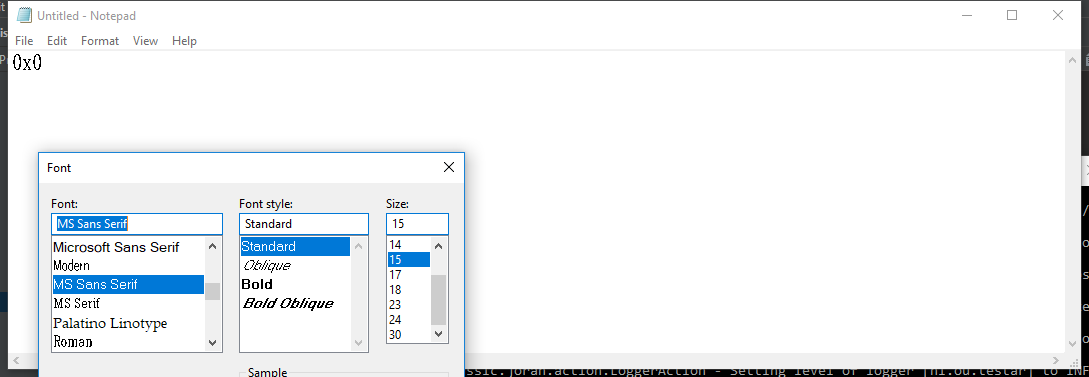 Untitled - Notepad
File Edit Format View Help
0x0
Font
Font: Font style: Size:
MS Sans Serif Standard 15
Microsoft Sans Serif Standard 14
Modern Oblique 15
MS Sans Serif Bold 17
MS Serif Bold Oblique 18
Palatino Linotype 23
Roman 24
30
Sample
ssic.joran.action.LoggerAction - Setting level of logger [nl.ou.testar] to INF